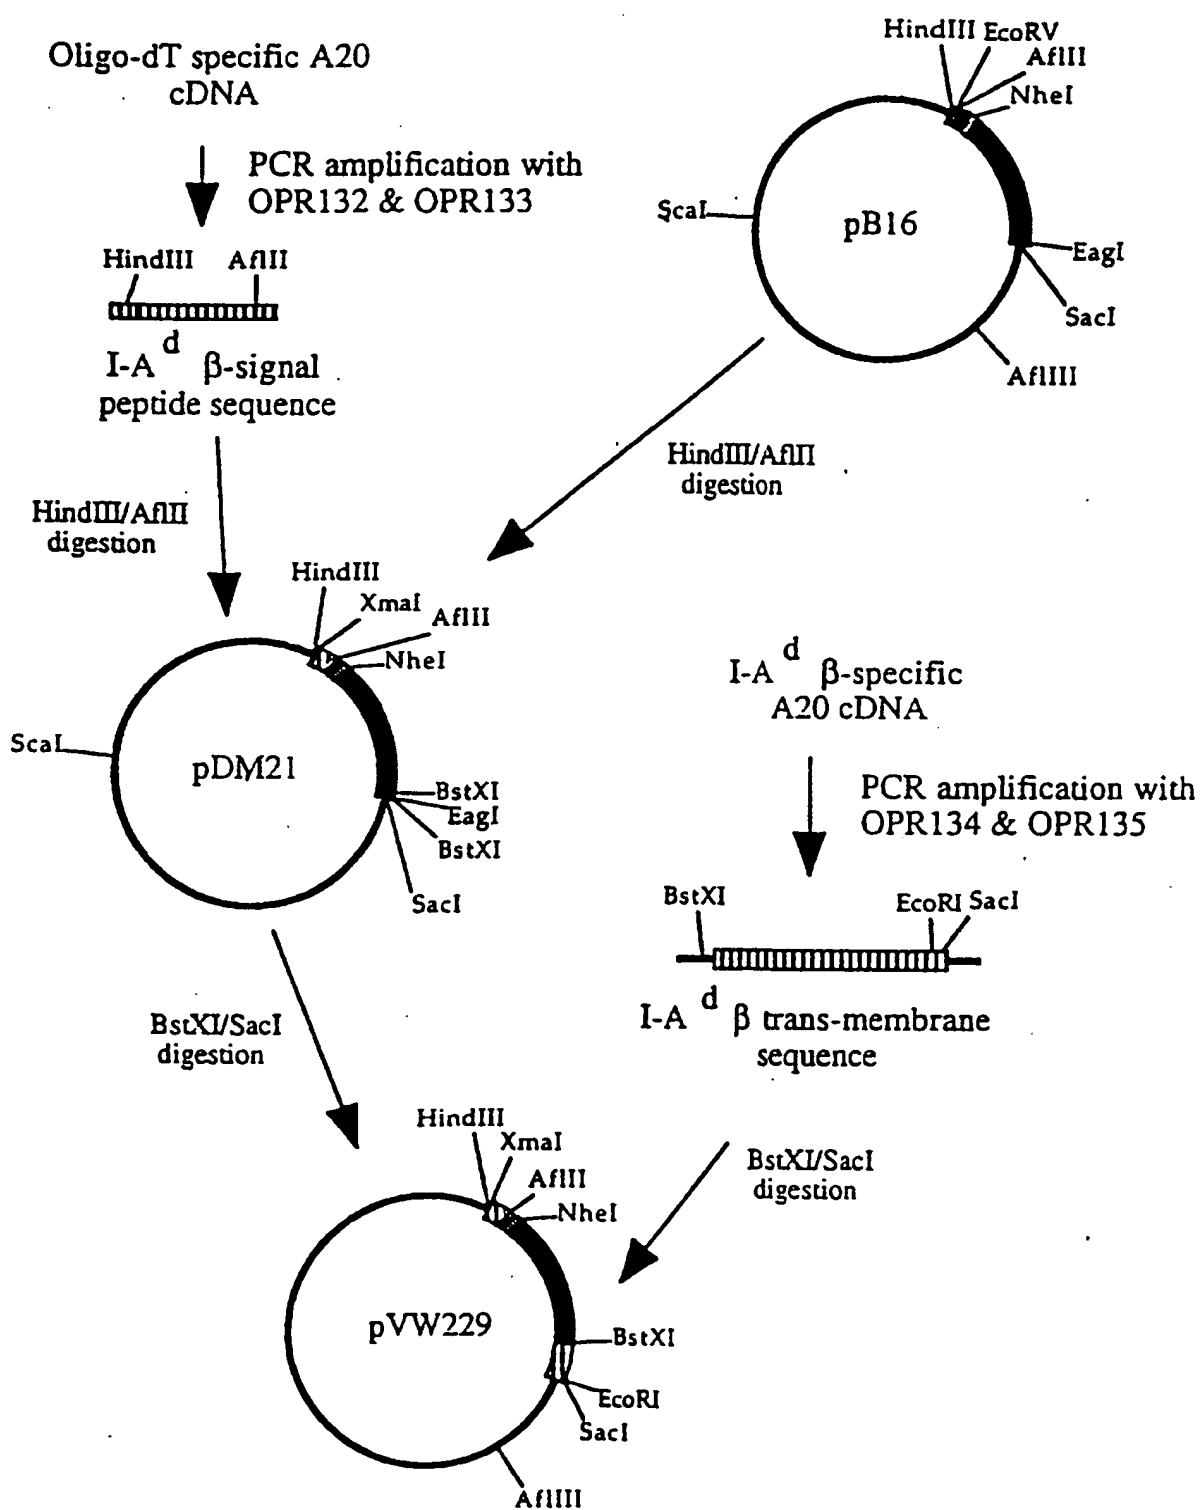 Oligo-dT specific A20
cDNA
PCR amplification with
OPR132 & OPR133
HindIII AflII
I-A d β-signal
peptide sequence
HindIII/AflII
digestion
HindIII EcoRV
AflII
NheI
ScaI
pB16
EagI
SacI
AflIII
HindIII/AflII
digestion
HindIII
XmaI
AflII
NheI
ScaI
pDM21
BstXI
EagI
BstXI
SacI
I-A d β-specific
A20 cDNA
PCR amplification with
OPR134 & OPR135
BstXI
EcoRI SacI
I-A d β trans-membrane
sequence
BstXI/SacI
digestion
BstXI/SacI
digestion
HindIII
XmaI
AflII
NheI
pVW229
BstXI
EcoRI
SacI
AflIII